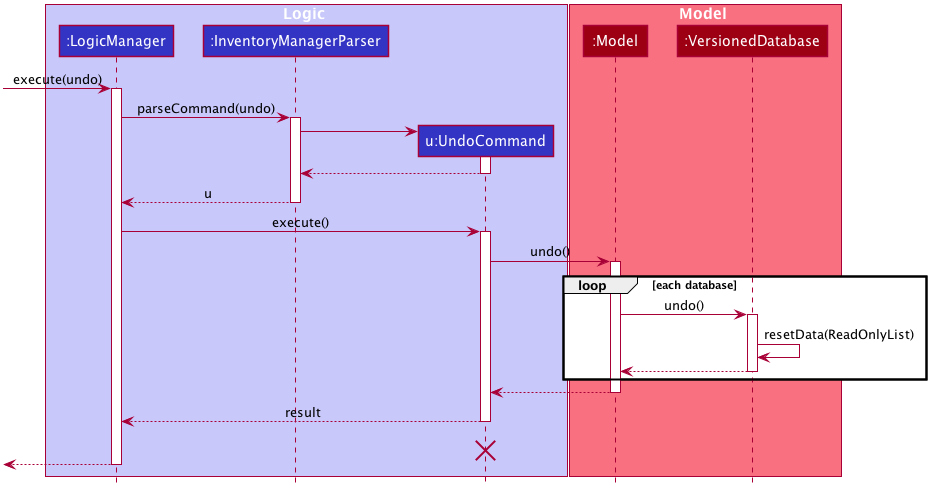 Logic
Model
:LogicManager
:InventoryManagerParser
:Model
:VersionedDatabase
execute(undo)
parseCommand(undo)
u:UndoCommand
u
execute()
undo()
loop
[each database]
undo()
resetData(ReadOnlyList)
result